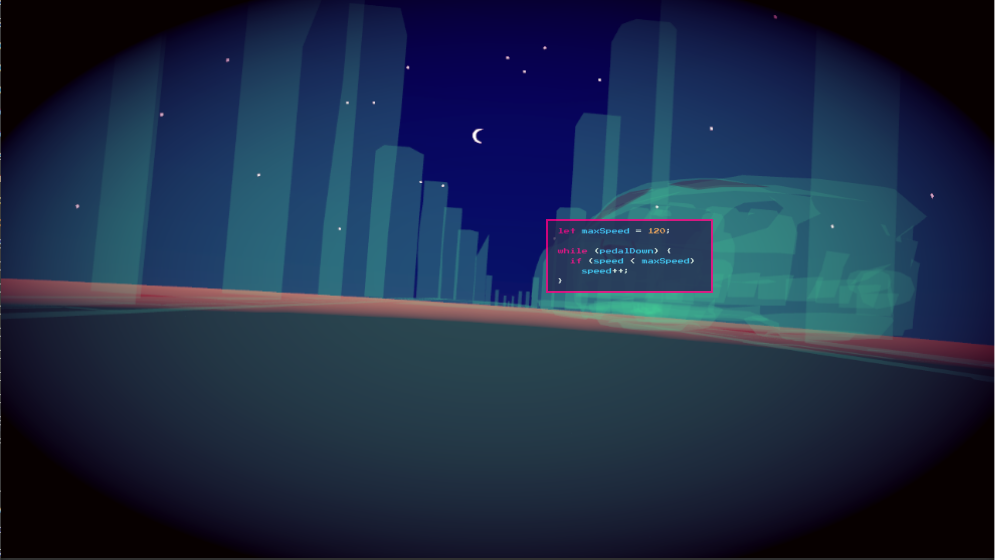 let maxSpeed = 120;
while (pedalDown) {
if (speed < maxSpeed)
speed++;
}